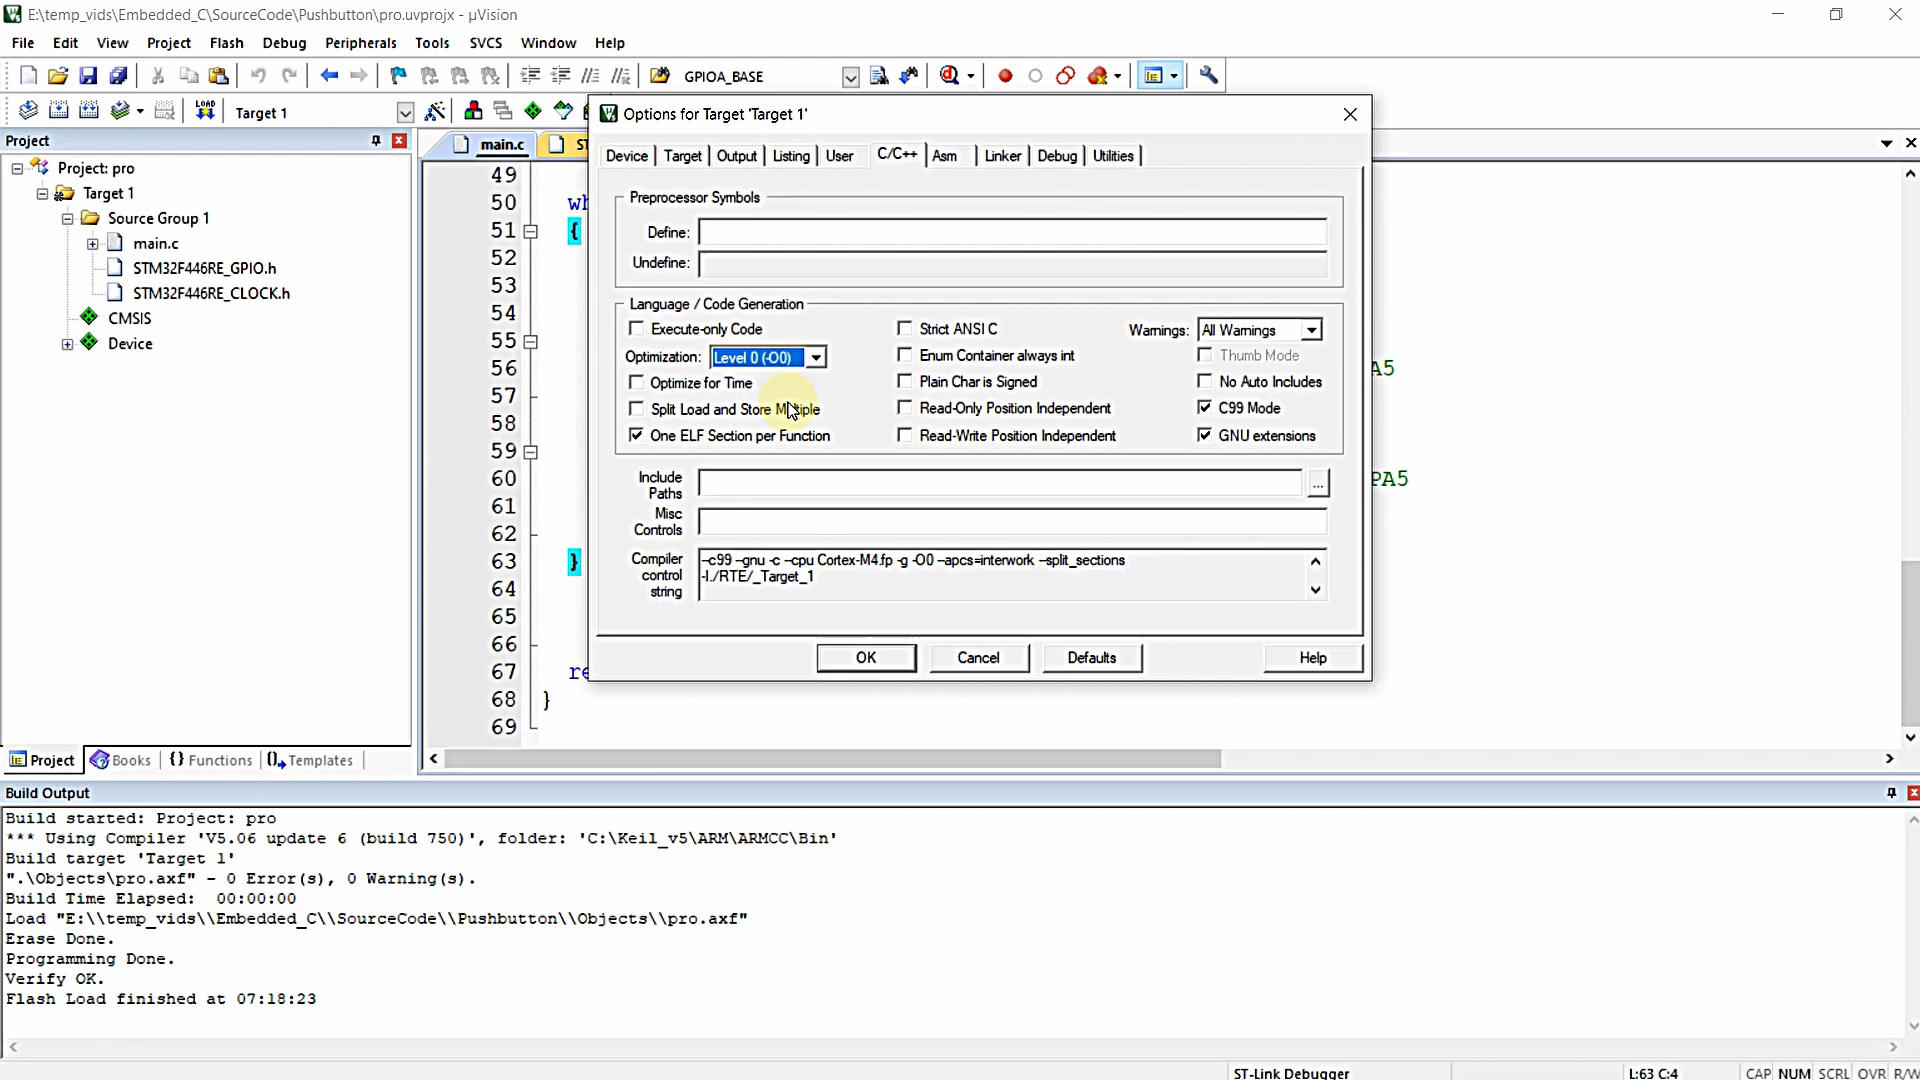 E:\temp_vids\Embedded_C\SourceCode\Pushbutton\pro.uvprojx - µVision
File Edit View Project Flash Debug Peripherals Tools SVCS Window Help
GPIOA_BASE
LOAD Target 1
Project
Project: pro
Target 1
Source Group 1
main.c
STM32F446RE_GPIO.h
STM32F446RE_CLOCK.h
CMSIS
Device
Project Books {} Functions Templates
main.c ST
49
50 wh
51 {
52
53
54
55
56 A5
57
58
59
60 PA5
61
62
63 }
64
65
66
67 re
68 }
69
Options for Target 'Target 1'
Device Target Output Listing User C/C++ Asm Linker Debug Utilities
Preprocessor Symbols
Define:
Undefine:
Language / Code Generation
Execute-only Code
Optimization: Level 0 (-O0)
Optimize for Time
Split Load and Store Multiple
One ELF Section per Function
Strict ANSI C
Enum Container always int
Plain Char is Signed
Read-Only Position Independent
Read-Write Position Independent
Warnings: All Warnings
Thumb Mode
No Auto Includes
C99 Mode
GNU extensions
Include Paths
...
Misc Controls
Compiler control string
--c99 --gnu -c --cpu Cortex-M4.fp -g -O0 --apcs=interwork --split_sections
-I./RTE/_Target_1
OK Cancel Defaults Help
Build Output
Build started: Project: pro
*** Using Compiler 'V5.06 update 6 (build 750)', folder: 'C:\Keil_v5\ARM\ARMCC\Bin'
Build target 'Target 1'
".\Objects\pro.axf" - 0 Error(s), 0 Warning(s).
Build Time Elapsed:  00:00:00
Load "E:\\temp_vids\\Embedded_C\\SourceCode\\Pushbutton\\Objects\\pro.axf"
Erase Done.
Programming Done.
Verify OK.
Flash Load finished at 07:18:23
ST-Link Debugger L:63 C:4 CAP NUM SCRL OVR R/W